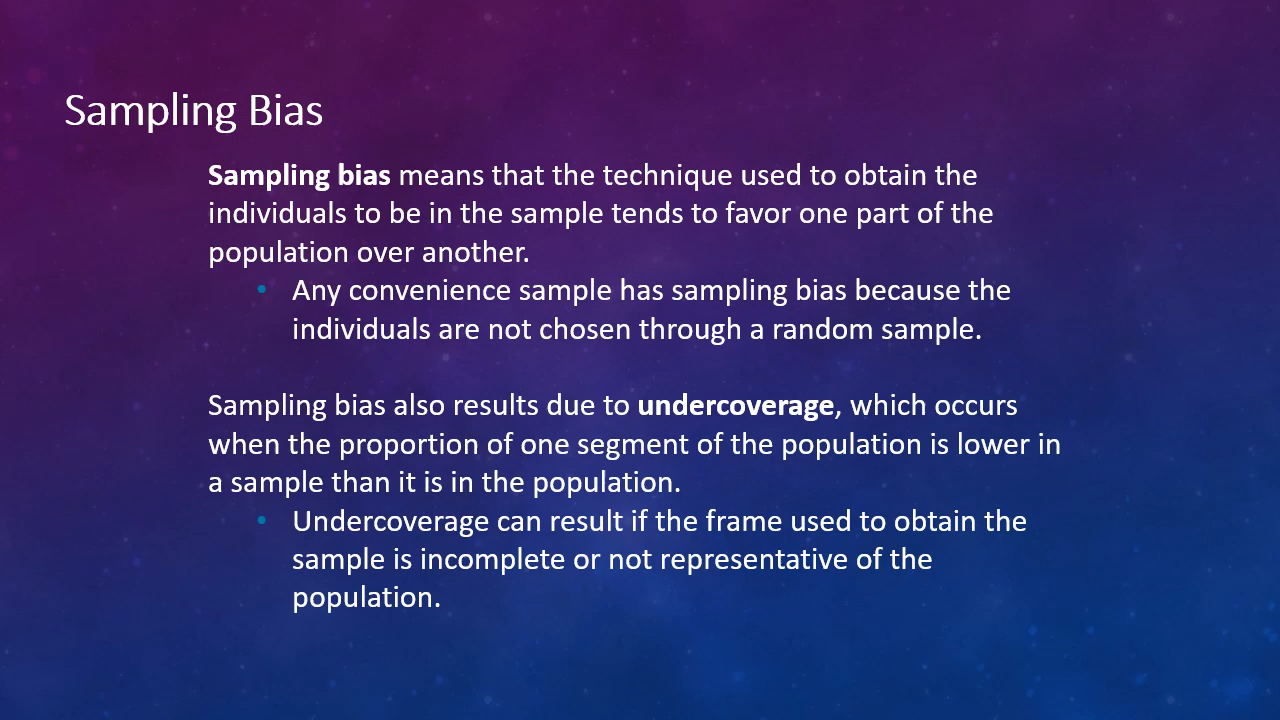 Sampling Bias
Sampling bias means that the technique used to obtain the
individuals to be in the sample tends to favor one part of the
population over another.
• Any convenience sample has sampling bias because the
individuals are not chosen through a random sample.
Sampling bias also results due to undercoverage, which occurs
when the proportion of one segment of the population is lower in
a sample than it is in the population.
• Undercoverage can result if the frame used to obtain the
sample is incomplete or not representative of the
population.